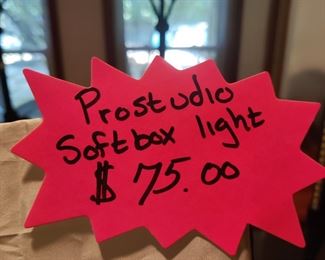 Prostudio
Softbox light
$ 75.00